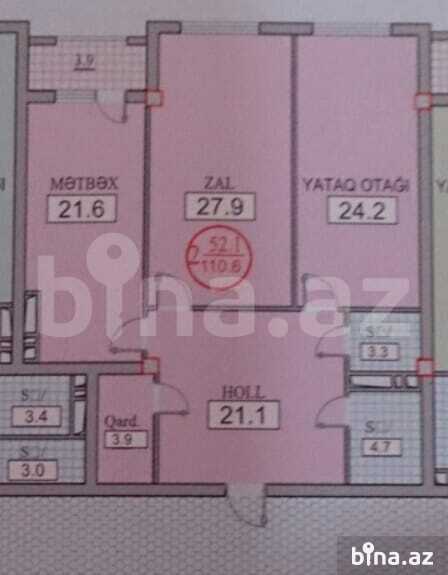 3.9
MƏTBƏX
21.6
ZAL
27.9
YATAQ OTAĞI
24.2
2
52.1
110.6
bina.az
S/
3.3
HOLL
21.1
S/
3.4
Qard.
3.9
S/
4.7
S/
3.0
bina.az